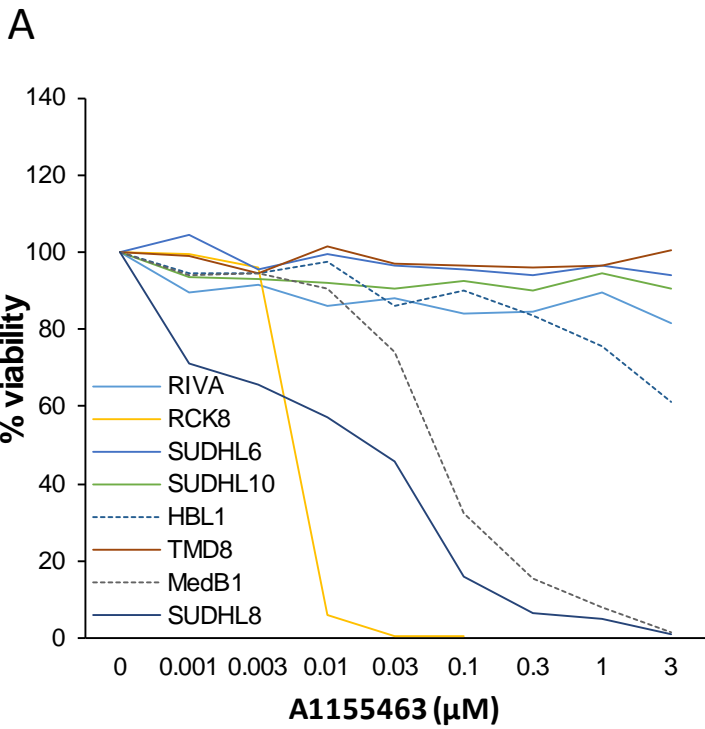 A
140
120
100
80
60
40
20
0
% viability
RIVA
RCK8
SUDHL6
SUDHL10
HBL1
TMD8
MedB1
SUDHL8
0 0.001 0.003 0.01 0.03 0.1 0.3 1 3
A1155463 (µM)